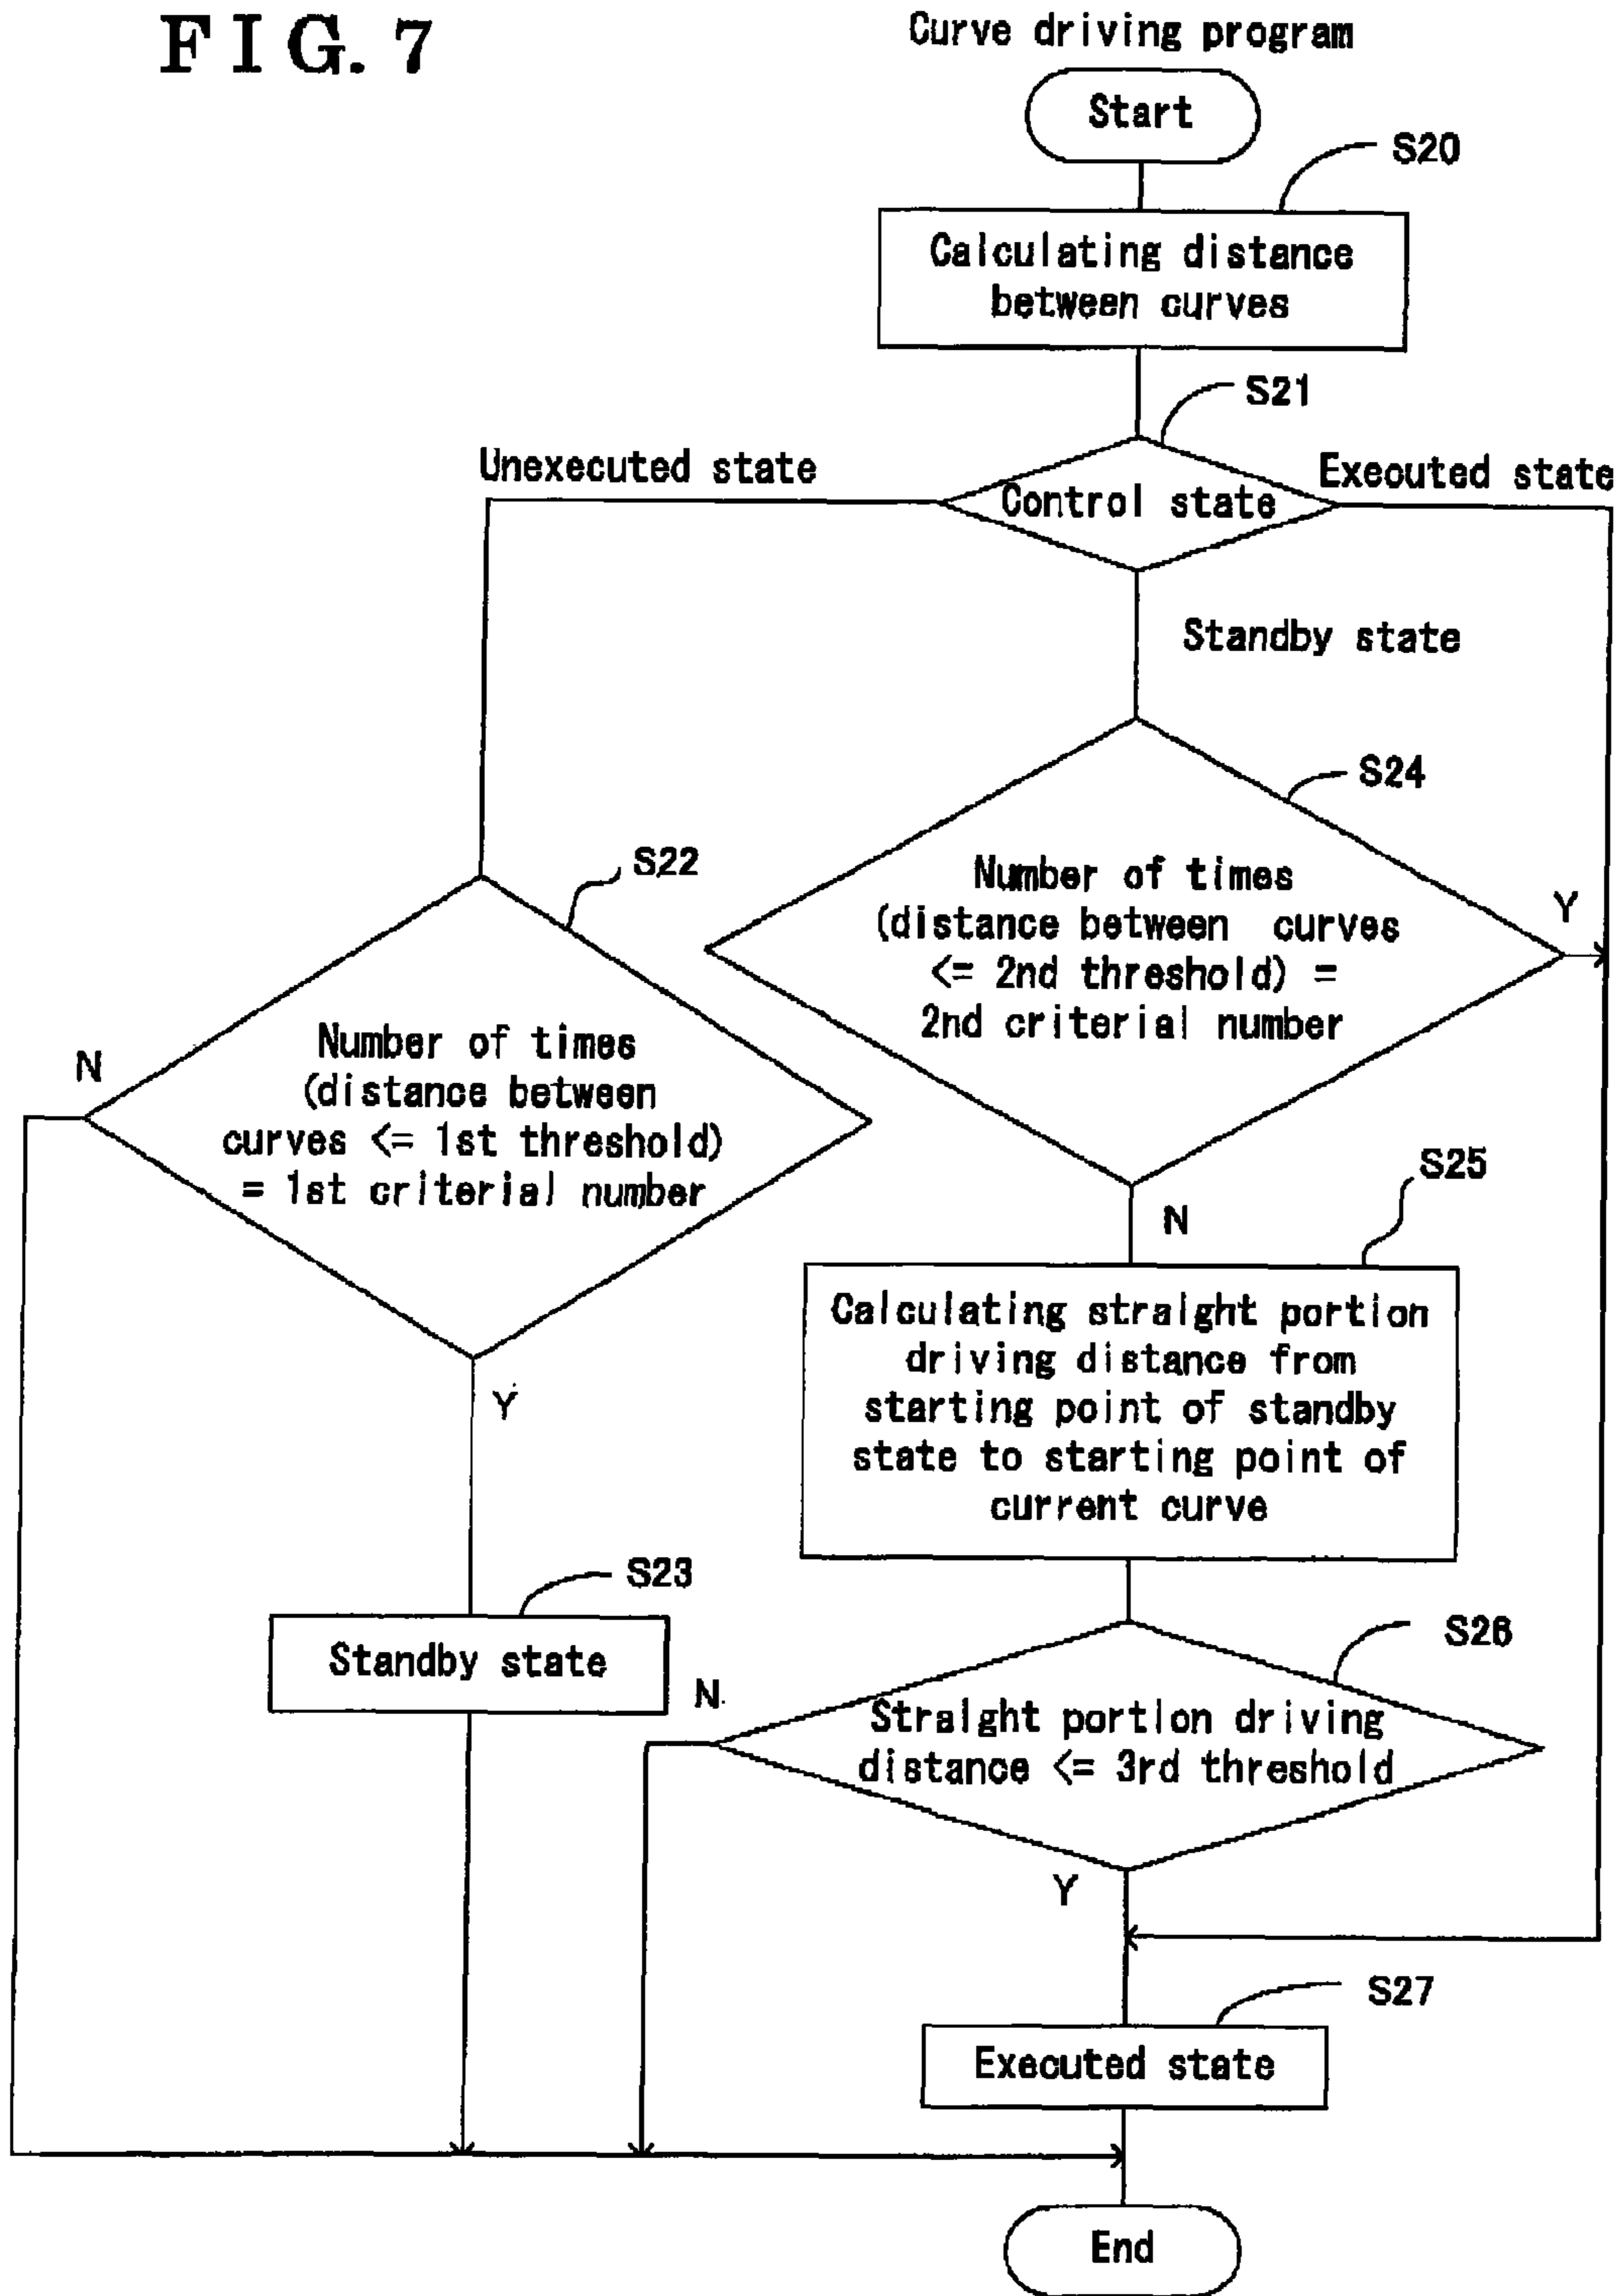 FIG. 7
Curve driving program
Start
S20
Calculating distance
between curves
S21
Unexecuted state
Control state
Executed state
Standby state
S24
Number of times
(distance between curves
<= 2nd threshold) =
2nd criterial number
Y
S22
Number of times
(distance between
curves <= 1st threshold)
= 1st criterial number
N
Y
N
S25
Calculating straight portion
driving distance from
starting point of standby
state to starting point of
current curve
S23
Standby state
S26
N
Straight portion driving
distance <= 3rd threshold
Y
S27
Executed state
End